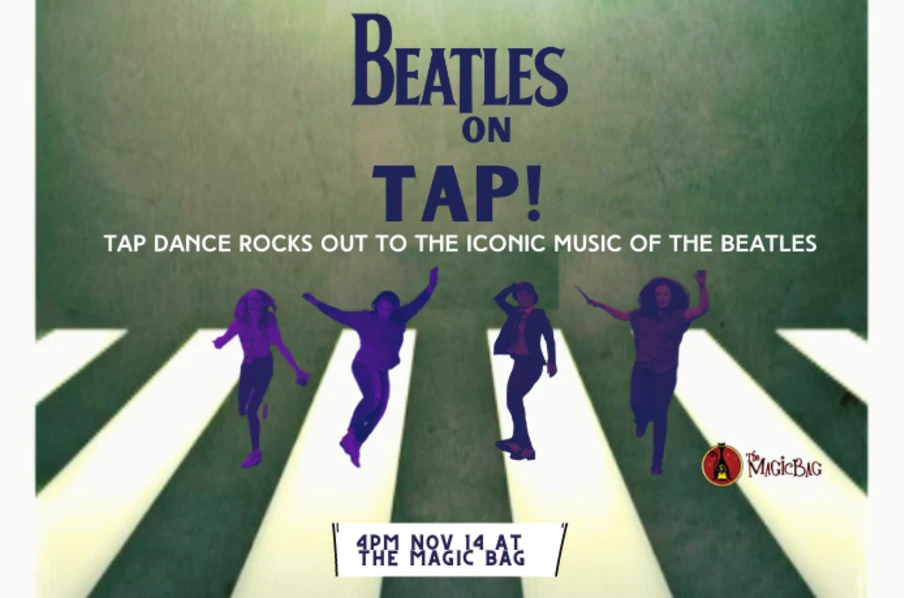 BEATLES
ON
TAP!
TAP DANCE ROCKS OUT TO THE ICONIC MUSIC OF THE BEATLES
The
MAGICBAG
4PM NOV 14 AT
THE MAGIC BAG